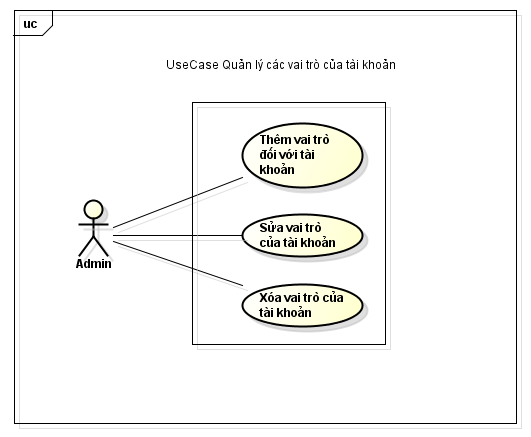 uc
UseCase Quản lý các vai trò của tài khoản
Thêm vai trò
đối với tài
khoản
Sửa vai trò
của tài khoản
Admin
Xóa vai trò của
tài khoản